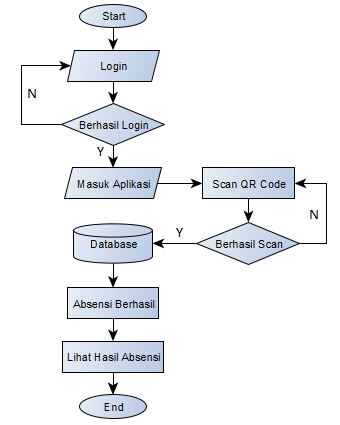 Start
Login
N
Berhasil Login
Y
Masuk Aplikasi
Scan QR Code
N
Berhasil Scan
Y
Database
Absensi Berhasil
Lihat Hasil Absensi
End